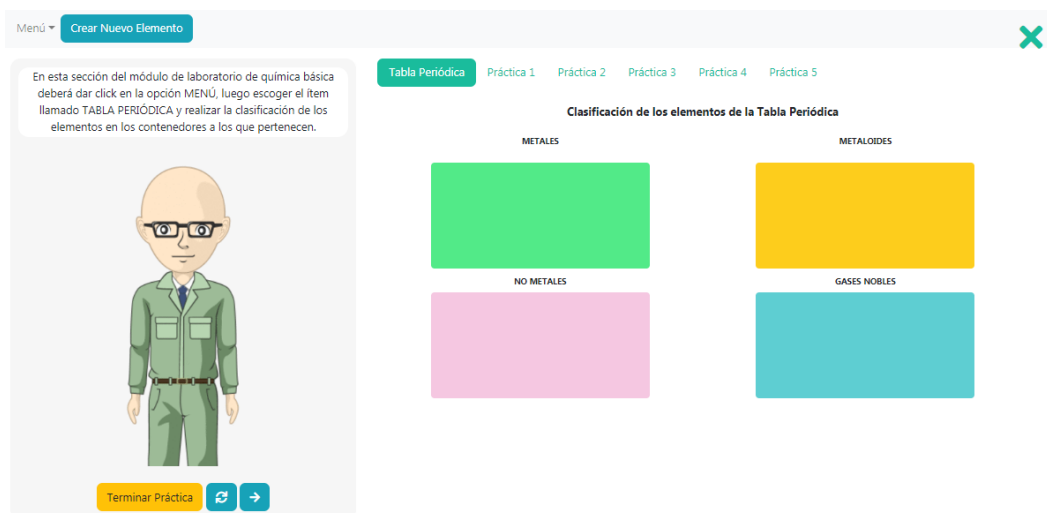 Menú Crear Nuevo Elemento
En esta sección del módulo de laboratorio de química básica
deberá dar click en la opción MENÚ, luego escoger el ítem
llamado TABLA PERIÓDICA y realizar la clasificación de los
elementos en los contenedores a los que pertenecen.
Terminar Práctica
Tabla Periódica Práctica 1 Práctica 2 Práctica 3 Práctica 4 Práctica 5
Clasificación de los elementos de la Tabla Periódica
METALES METALOIDES
NO METALES GASES NOBLES